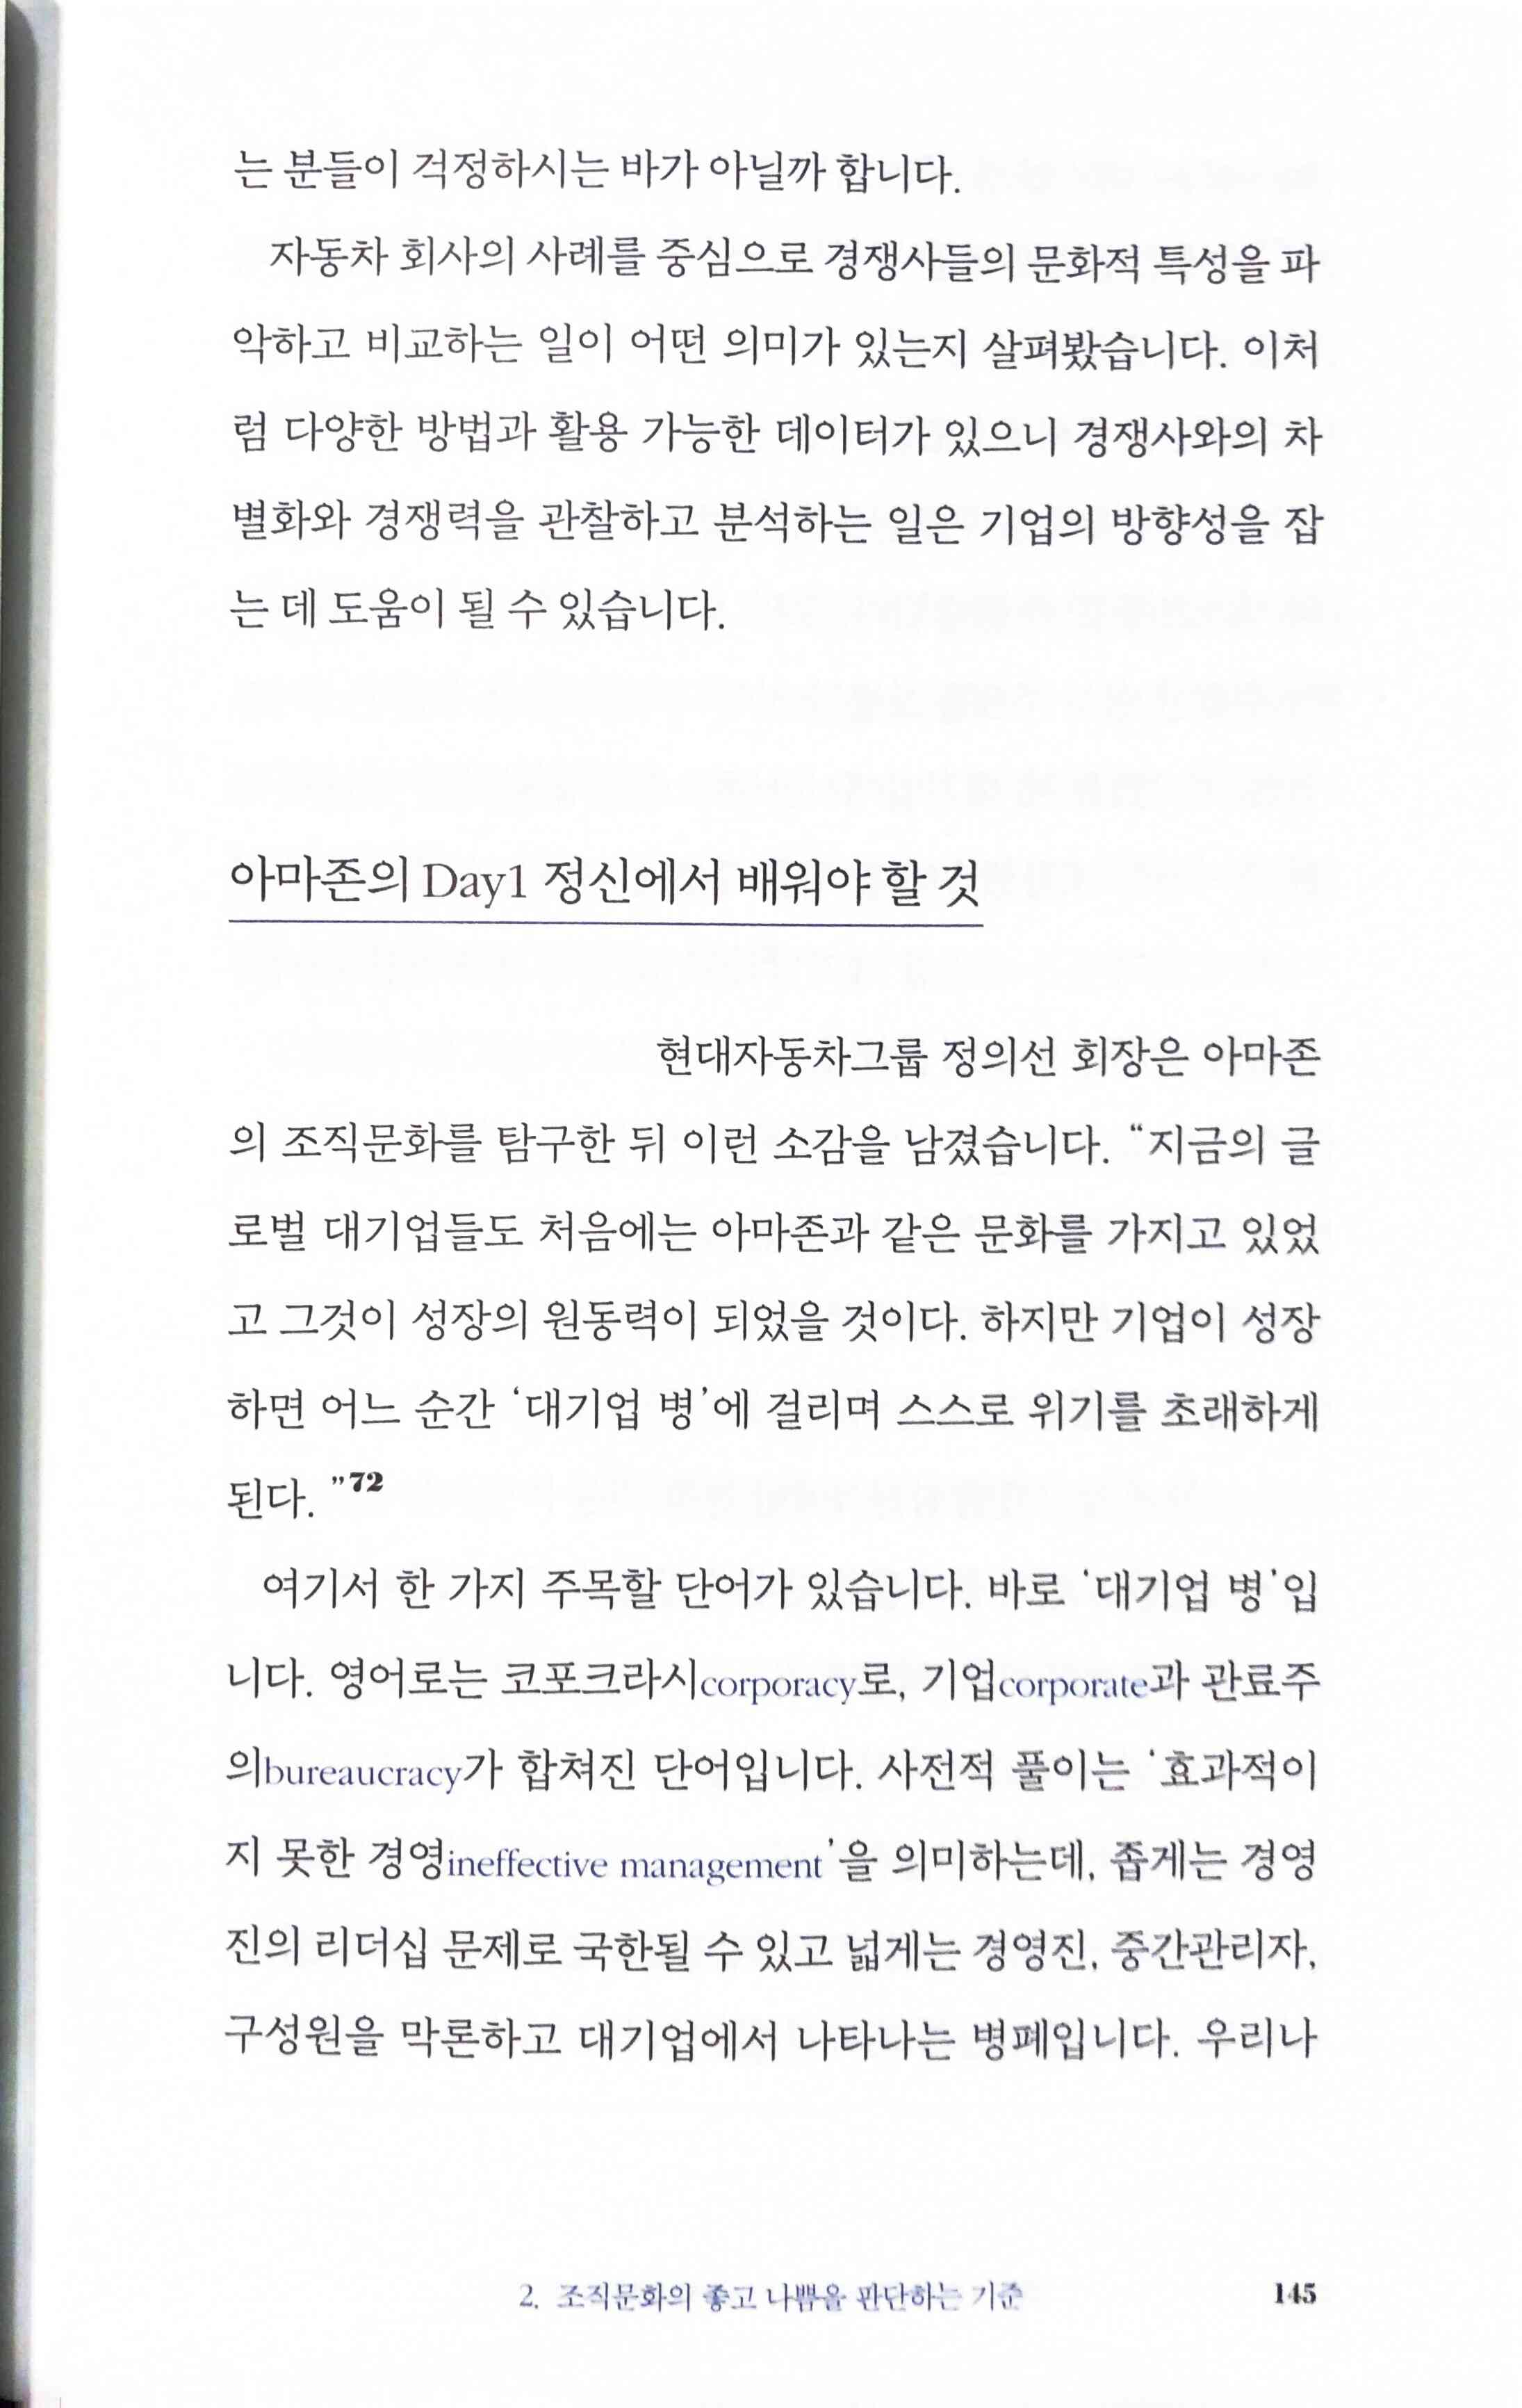 는 분들이 걱정하시는 바가 아닐까 합니다.
자동차 회사의 사례를 중심으로 경쟁사들의 문화적 특성을 파
악하고 비교하는 일이 어떤 의미가 있는지 살펴봤습니다. 이처
럼 다양한 방법과 활용 가능한 데이터가 있으니 경쟁사와의 차
별화와 경쟁력을 관찰하고 분석하는 일은 기업의 방향성을 잡
는 데 도움이 될 수 있습니다.
아마존의 Day1 정신에서 배워야 할 것
현대자동차그룹 정의선 회장은 아마존
의 조직문화를 탐구한 뒤 이런 소감을 남겼습니다. “지금의 글
로벌 대기업들도 처음에는 아마존과 같은 문화를 가지고 있었
고 그것이 성장의 원동력이 되었을 것이다. 하지만 기업이 성장
하면 어느 순간 ‘대기업 병’에 걸리며 스스로 위기를 초래하게
된다. ”72
여기서 한 가지 주목할 단어가 있습니다. 바로 ‘대기업 병’입
니다. 영어로는 코포크라시corporacy로, 기업corporate과 관료주
의bureaucracy가 합쳐진 단어입니다. 사전적 풀이는 ‘효과적이
지 못한 경영ineffective management’을 의미하는데, 좁게는 경영
진의 리더십 문제로 국한될 수 있고 넓게는 경영진, 중간관리자,
구성원을 막론하고 대기업에서 나타나는 병폐입니다. 우리나
2. 조직문화의 좋고 나쁨을 판단하는 기준 145